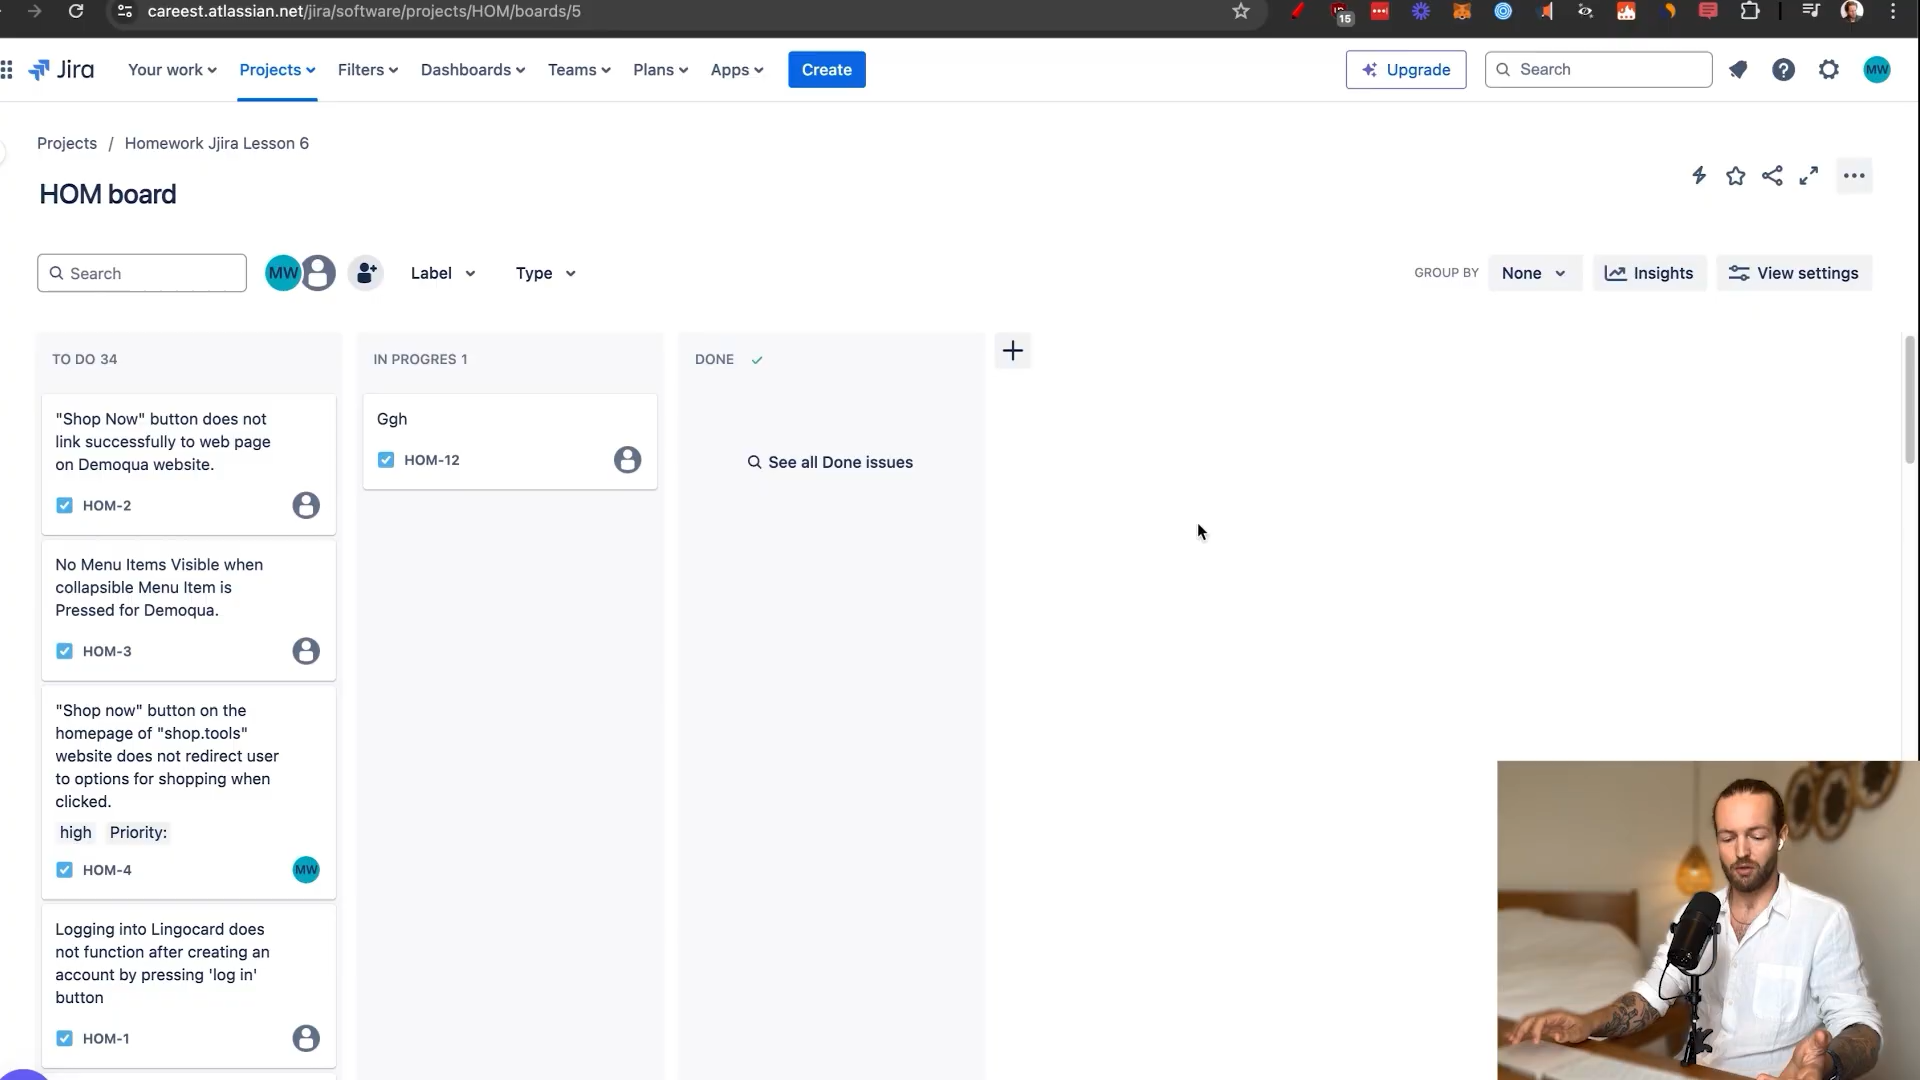 careest.atlassian.net/jira/software/projects/HOM/boards/5
15
Jira
Your work
Projects
Filters
Dashboards
Teams
Plans
Apps
Create
Upgrade
Search
MW
Projects / Homework Jjira Lesson 6
HOM board
Search
MW
Label
Type
GROUP BY
None
Insights
View settings
TO DO 34
"Shop Now" button does not
link successfully to web page
on Demoqua website.
HOM-2
No Menu Items Visible when
collapsible Menu Item is
Pressed for Demoqua.
HOM-3
"Shop now" button on the
homepage of "shop.tools"
website does not redirect user
to options for shopping when
clicked.
high Priority:
HOM-4
MW
Logging into Lingocard does
not function after creating an
account by pressing 'log in'
button
HOM-1
IN PROGRES 1
Ggh
HOM-12
DONE
See all Done issues